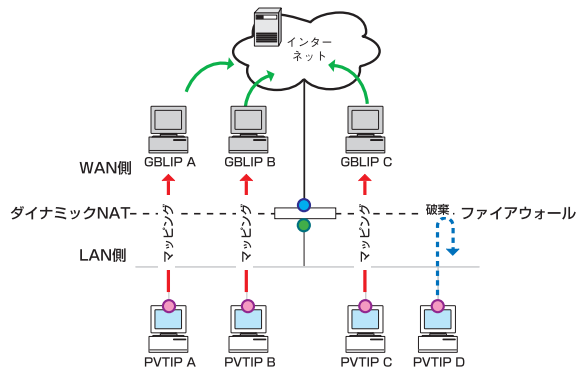 インター
ネット
GBLIP A
GBLIP B
GBLIP C
WAN側
ダイナミックNAT
マッピング
マッピング
マッピング
破棄
ファイアウォール
LAN側
PVTIP A
PVTIP B
PVTIP C
PVTIP D